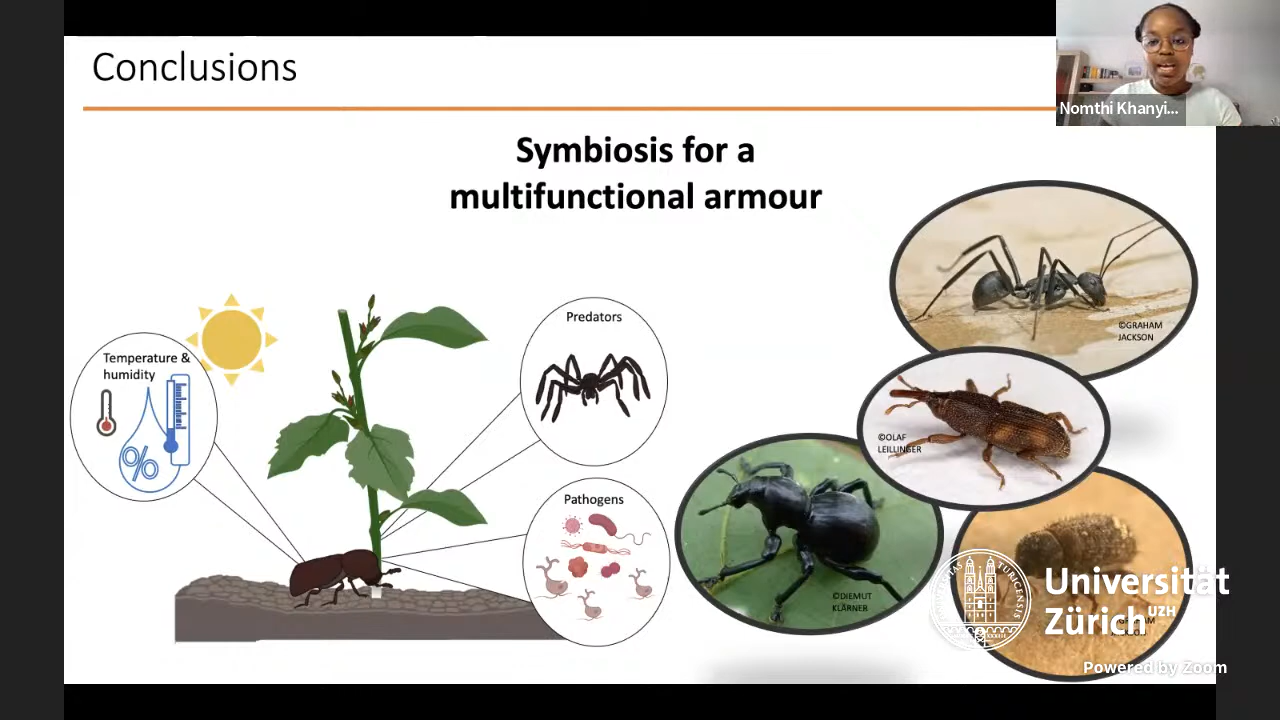 Conclusions
Nomthi Khanyi...
Symbiosis for a
multifunctional armour
Temperature &
humidity
%
Predators
Pathogens
©GRAHAM
JACKSON
©OLAF
LEILLINGER
©DIEMUT
KLÄRNER
Universität
Zürich UZH
Powered by Zoom